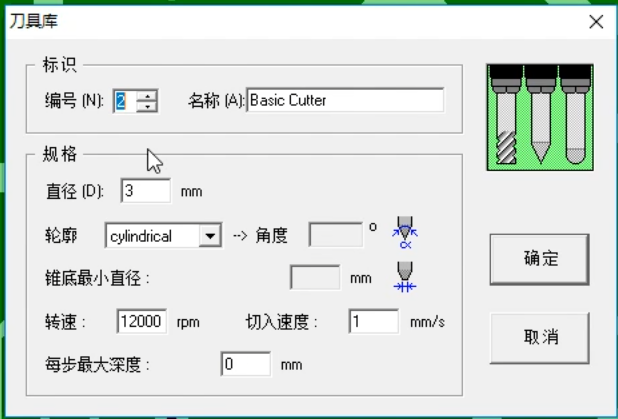 刀具库
标识
编号 (N): 2 名称 (A): Basic Cutter
规格
直径 (D): 3 mm
轮廓 cylindrical --> 角度 °
α
锥底最小直径 : mm
转速 : 12000 rpm 切入速度 : 1 mm/s
每步最大深度 : 0 mm
确定
取消